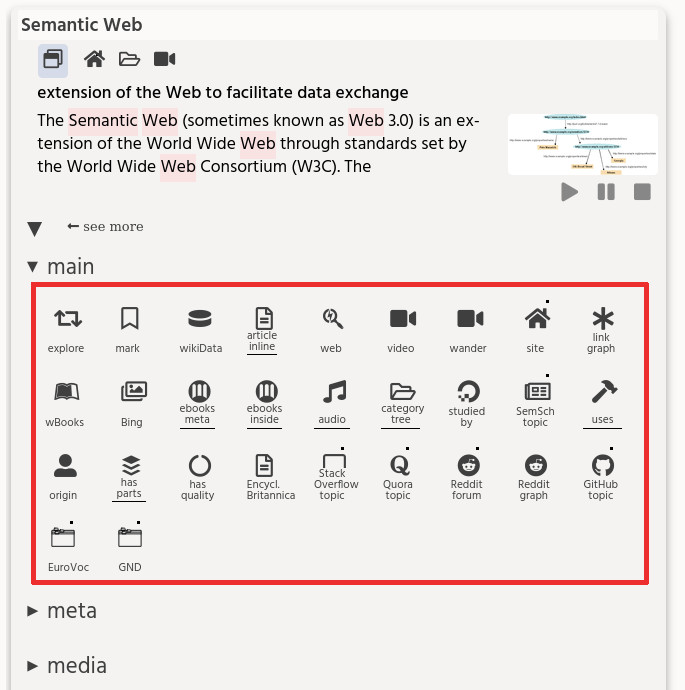 Semantic Web
extension of the Web to facilitate data exchange
The Semantic Web (sometimes known as Web 3.0) is an ex-
tension of the World Wide Web through standards set by
the World Wide Web Consortium (W3C). The
see more
main
explore
mark
wikiData
article
inline
web
video
wander
site
link
graph
wBooks
Bing
ebooks
meta
ebooks
inside
audio
category
tree
studied
by
SemSch
topic
uses
origin
has
parts
has
quality
Encycl.
Britannica
Stack
Overflow
topic
Quora
topic
Reddit
forum
Reddit
graph
GitHub
topic
EuroVoc
GND
meta
media